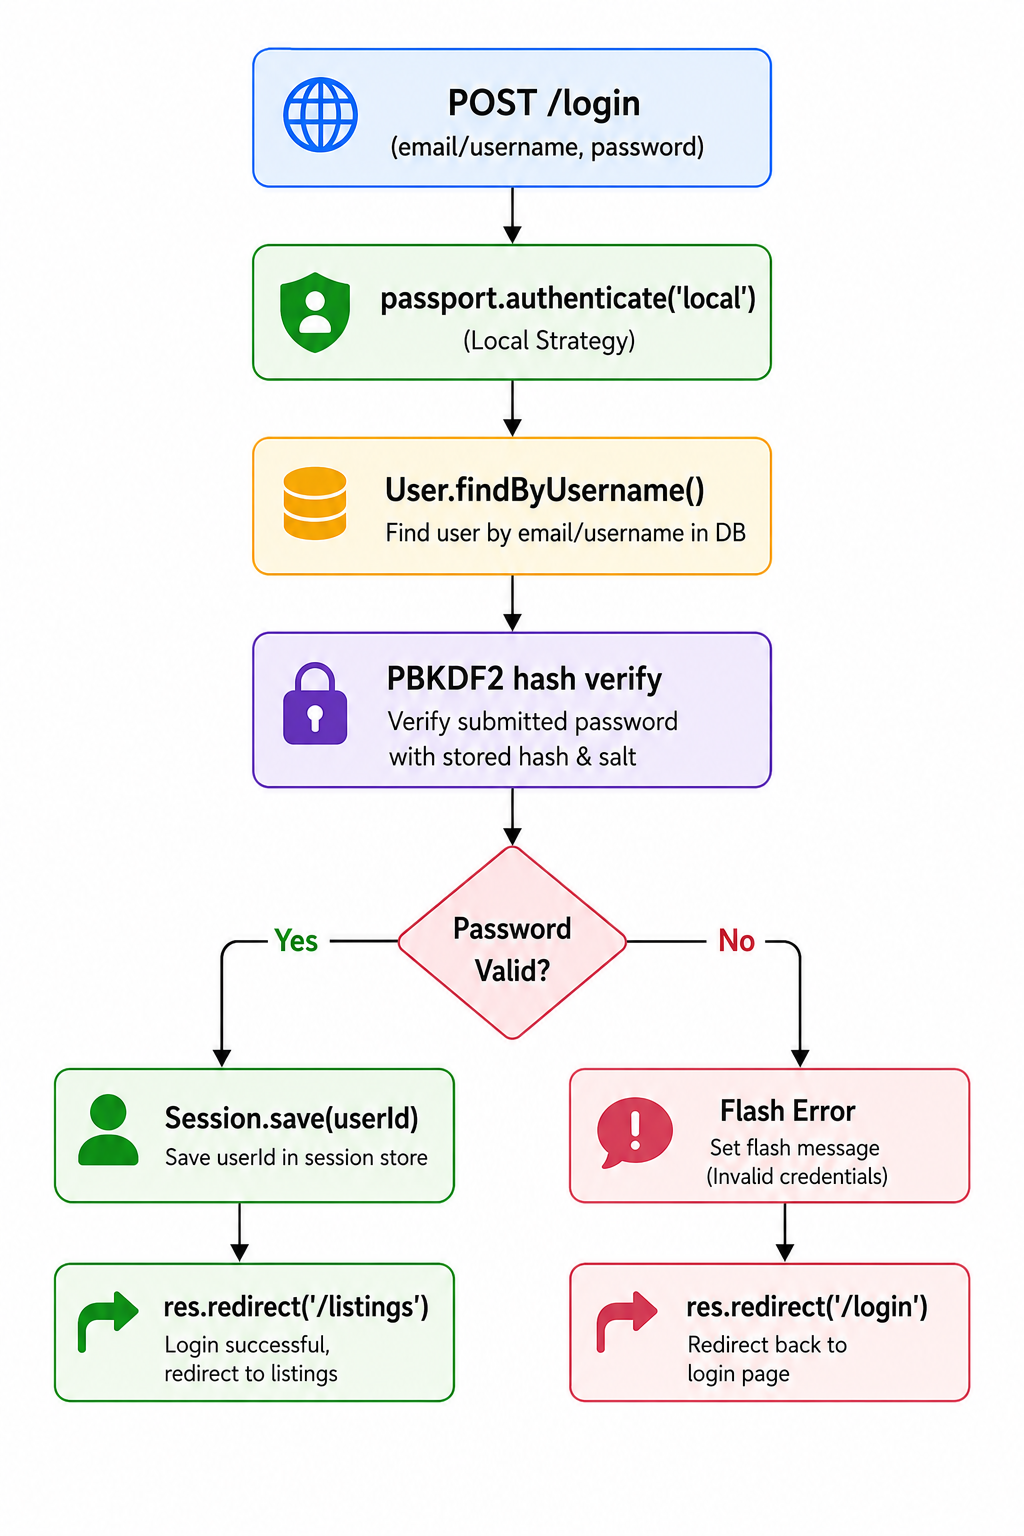 POST /login
(email/username, password)
passport.authenticate('local')
(Local Strategy)
User.findByUsername()
Find user by email/username in DB
PBKDF2 hash verify
Verify submitted password
with stored hash & salt
Password
Valid?
Yes
No
Session.save(userId)
Save userId in session store
Flash Error
Set flash message
(Invalid credentials)
res.redirect('/listings')
Login successful,
redirect to listings
res.redirect('/login')
Redirect back to
login page